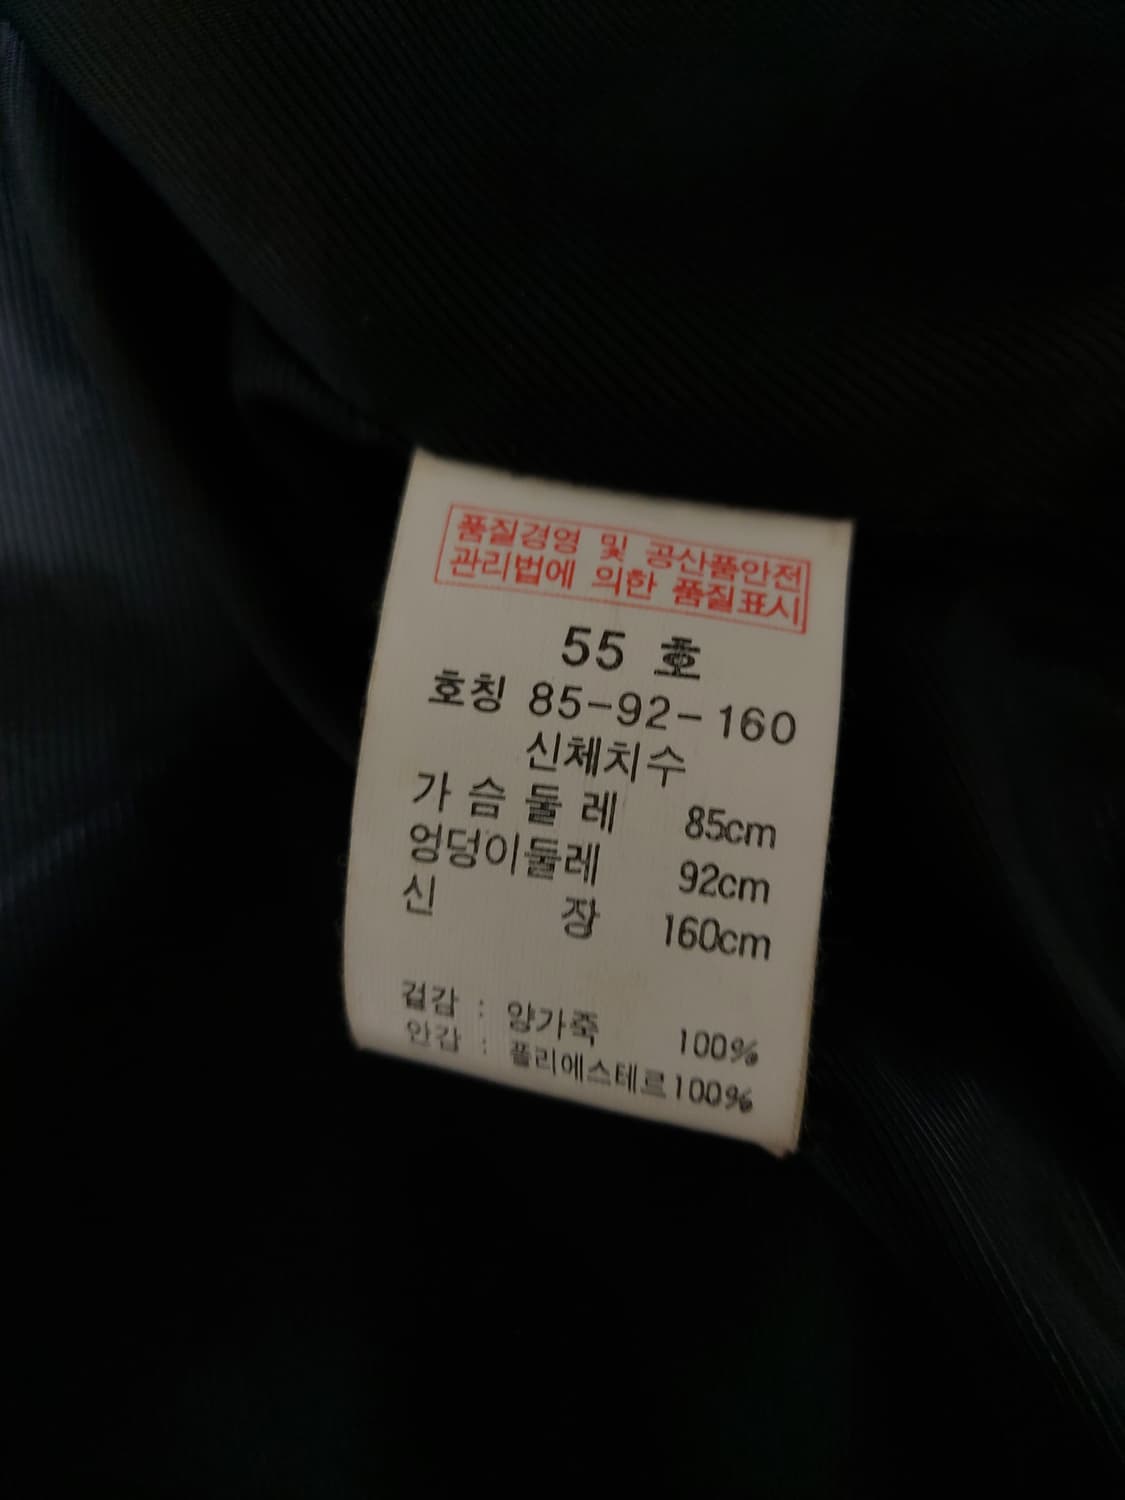 품질경영 및 공산품안전
관리법에 의한 품질표시
55 호
호칭 85-92-160
신체치수
가 슴 둘 레 85cm
엉덩이둘레 92cm
신 장 160cm
겉감 : 양가죽 100%
안감 : 폴리에스테르100%